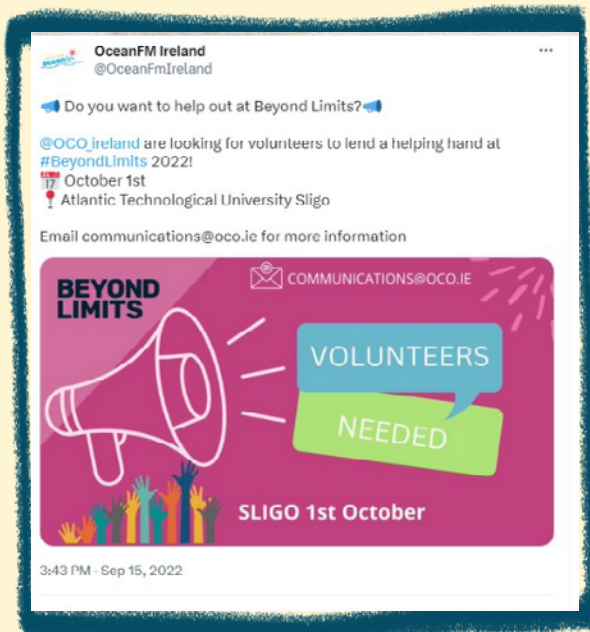 OceanFM Ireland
@OceanFmIreland
📣 Do you want to help out at Beyond Limits?📣
@OCO_ireland are looking for volunteers to lend a helping hand at
#BeyondLimits 2022!
📅 October 1st
📍 Atlantic Technological University Sligo
Email communications@oco.ie for more information
BEYOND
LIMITS
COMMUNICATIONS@OCO.IE
VOLUNTEERS
NEEDED
SLIGO 1st October
3:43 PM · Sep 15, 2022